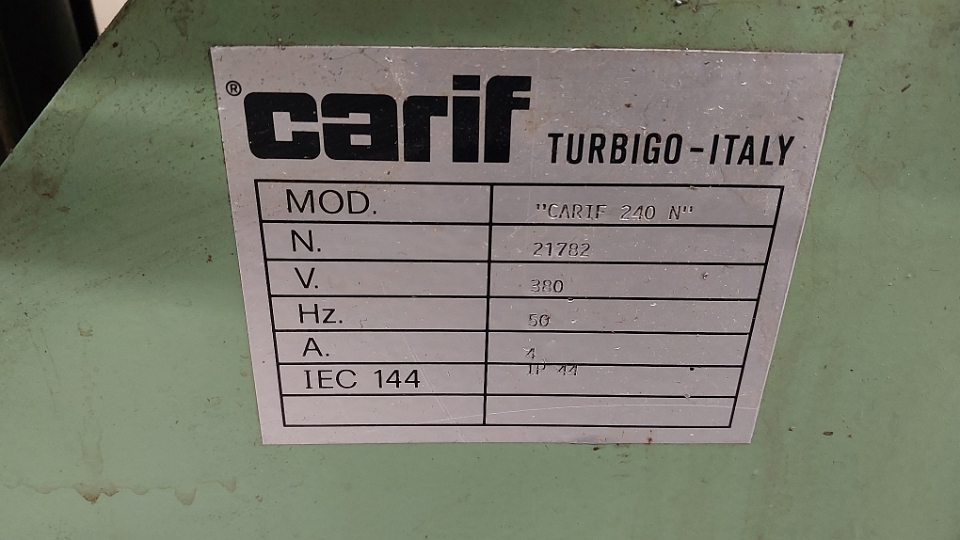 ® carif TURBIGO-ITALY
MOD. "CARIF 240 N"
N. 21782
V. 380
Hz. 50
A. 4
IEC 144 IP 44